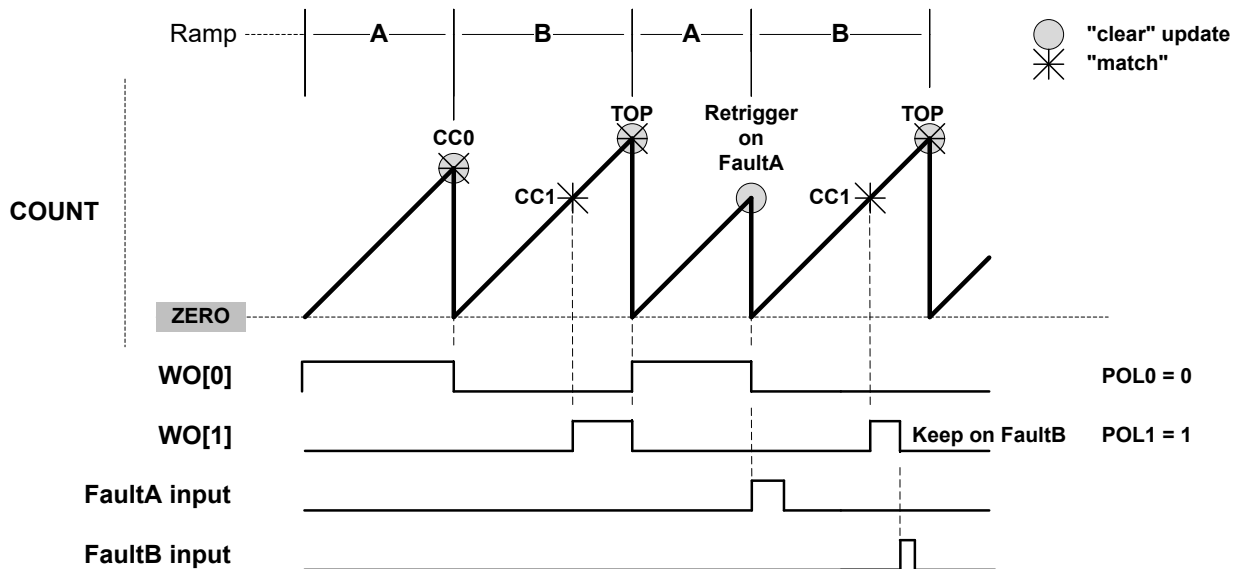 Ramp A B A B
"clear" update
"match"
TOP Retrigger TOP
on
FaultA
CC0
CC1 CC1
COUNT
ZERO
WO[0] POL0 = 0
WO[1] Keep on FaultB POL1 = 1
FaultA input
FaultB input